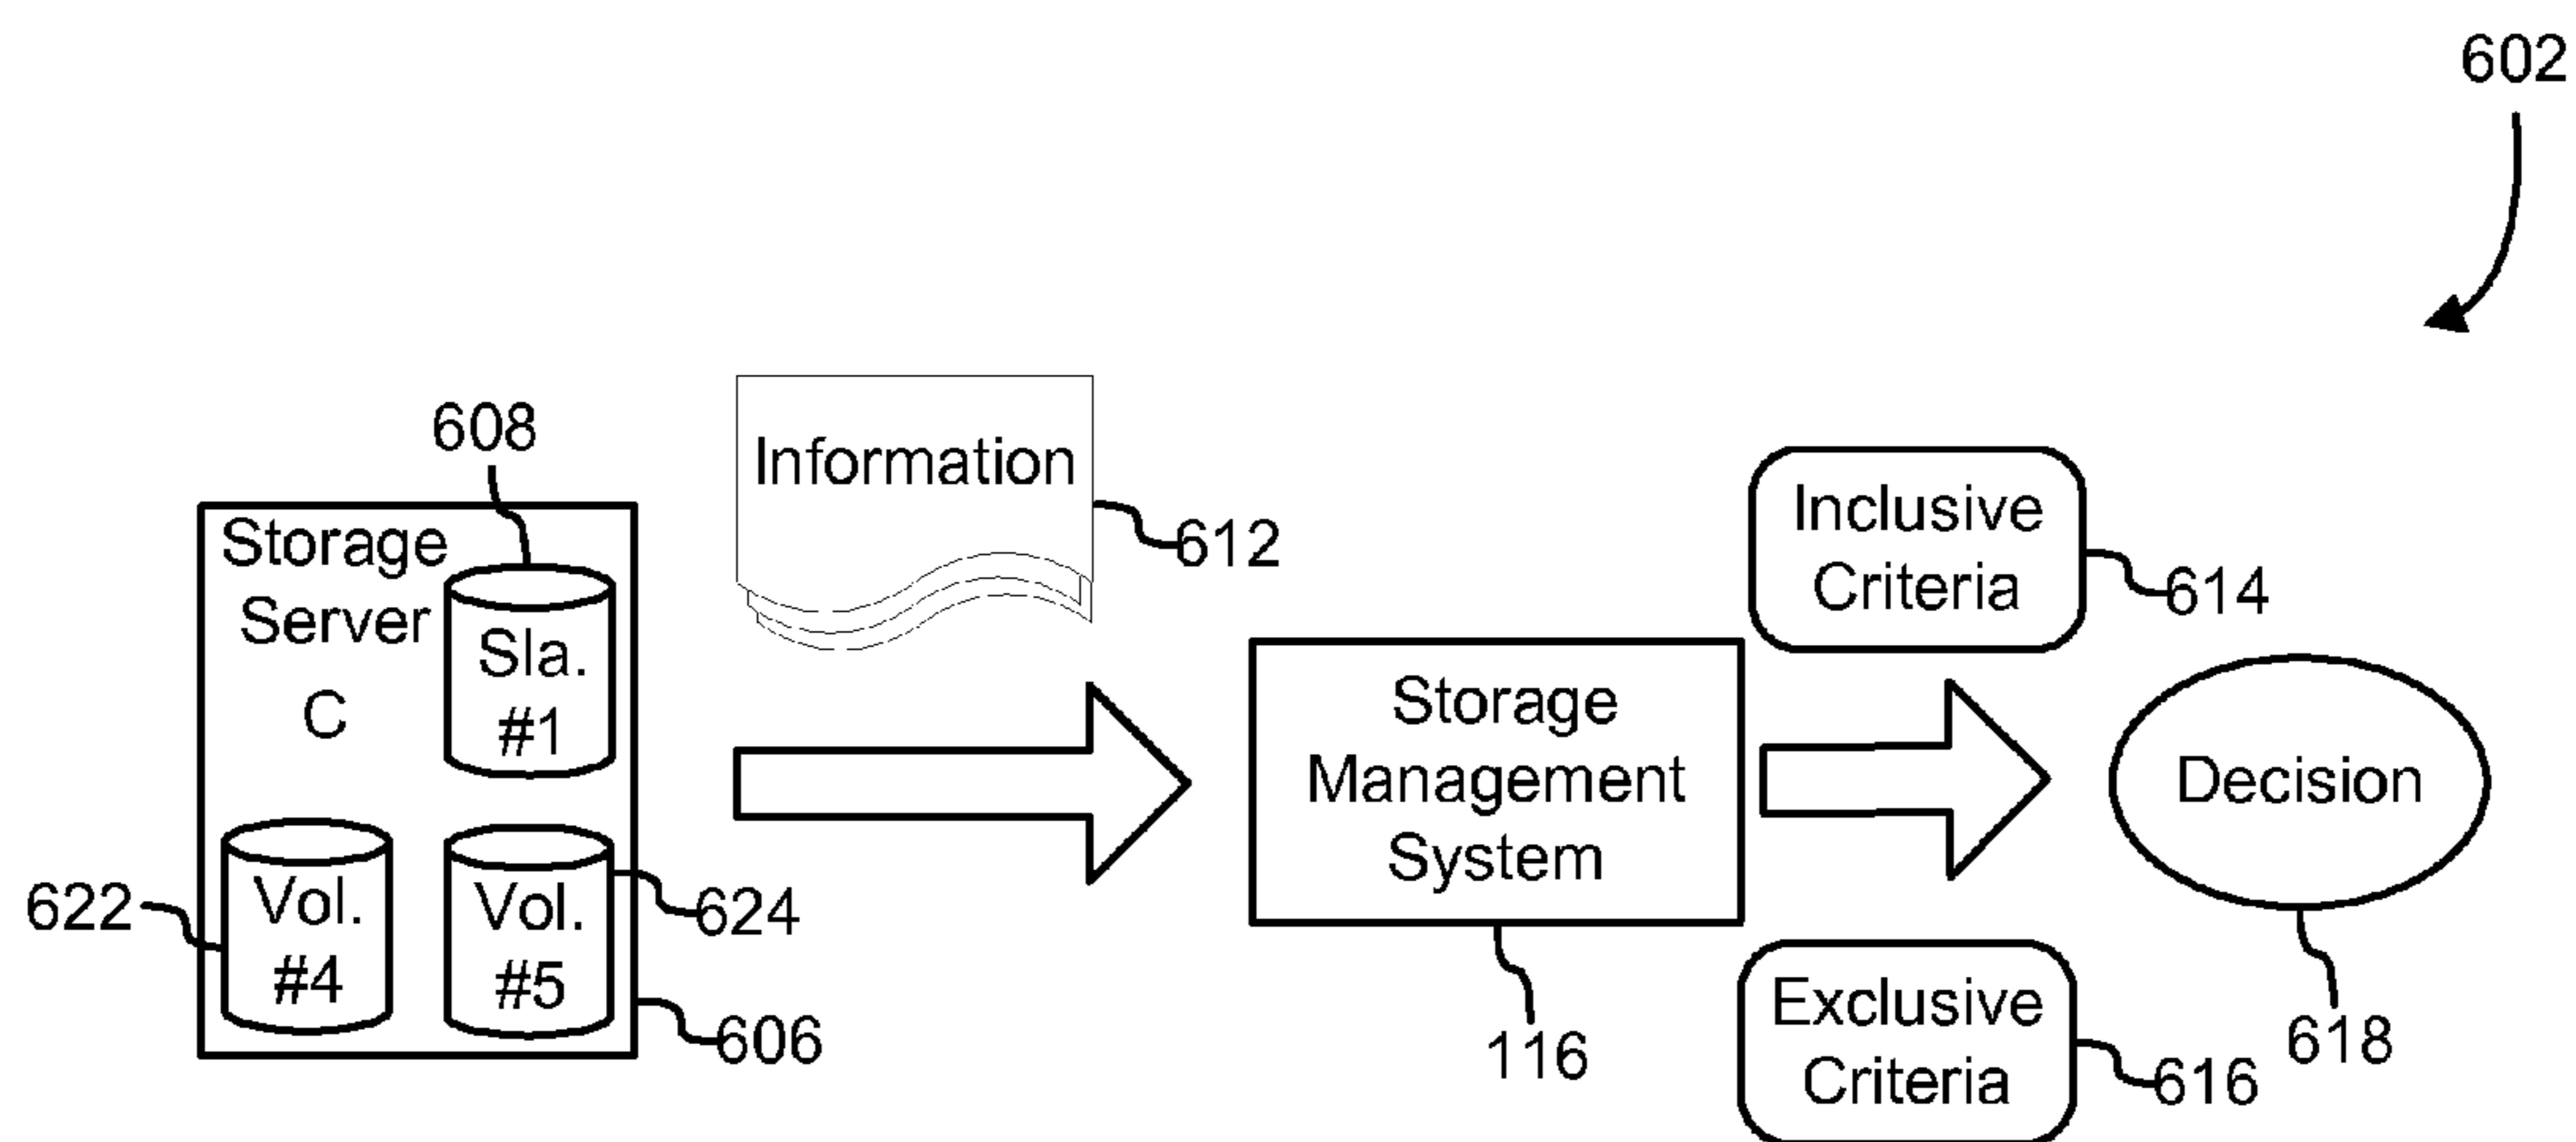 602
608
Storage
Server
C
Sla.
#1
Vol.
#4
Vol.
#5
622
624
606
Information
612
Storage
Management
System
116
Inclusive
Criteria
614
Exclusive
Criteria
616
Decision
618